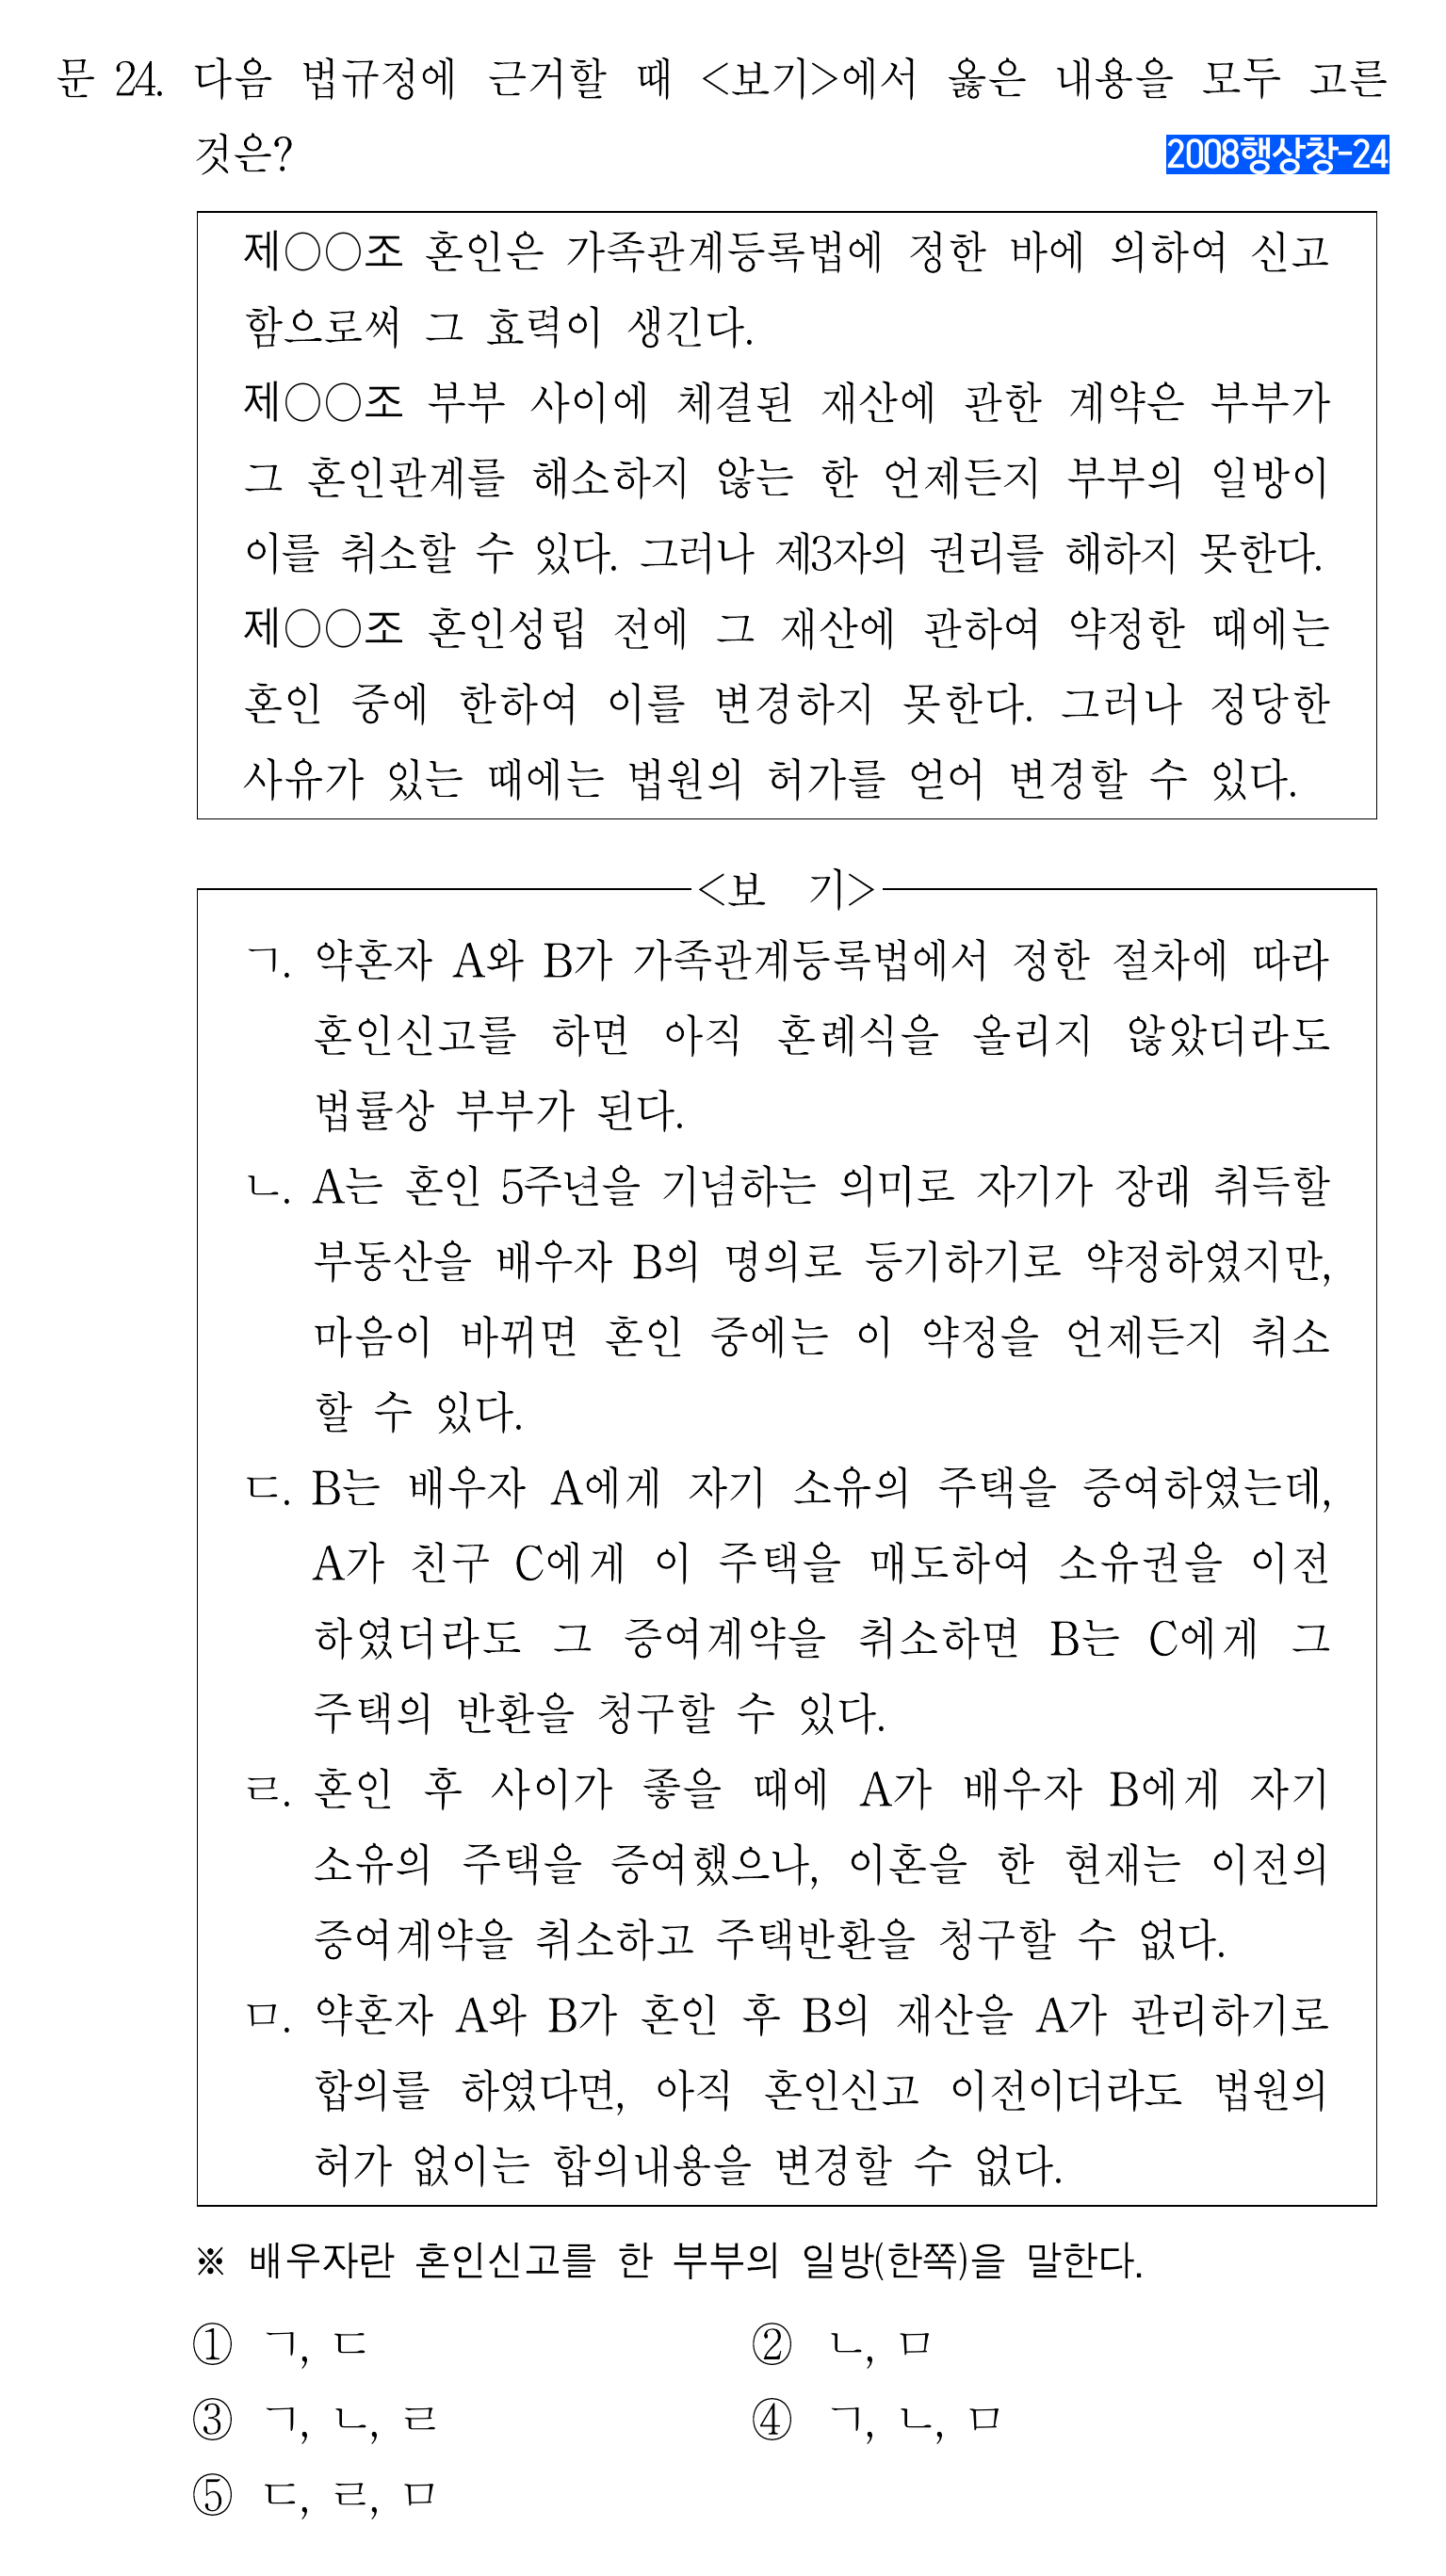 문 24. 다음 법규정에 근거할 때 <보기>에서 옳은 내용을 모두 고른
것은?
2008행상창-24
제○○조 혼인은 가족관계등록법에 정한 바에 의하여 신고
함으로써 그 효력이 생긴다.
제○○조 부부 사이에 체결된 재산에 관한 계약은 부부가
그 혼인관계를 해소하지 않는 한 언제든지 부부의 일방이
이를 취소할 수 있다. 그러나 제3자의 권리를 해하지 못한다.
제○○조 혼인성립 전에 그 재산에 관하여 약정한 때에는
혼인 중에 한하여 이를 변경하지 못한다. 그러나 정당한
사유가 있는 때에는 법원의 허가를 얻어 변경할 수 있다.
<보 기>
ㄱ. 약혼자 A와 B가 가족관계등록법에서 정한 절차에 따라
혼인신고를 하면 아직 혼례식을 올리지 않았더라도
법률상 부부가 된다.
ㄴ. A는 혼인 5주년을 기념하는 의미로 자기가 장래 취득할
부동산을 배우자 B의 명의로 등기하기로 약정하였지만,
마음이 바뀌면 혼인 중에는 이 약정을 언제든지 취소
할 수 있다.
ㄷ. B는 배우자 A에게 자기 소유의 주택을 증여하였는데,
A가 친구 C에게 이 주택을 매도하여 소유권을 이전
하였더라도 그 증여계약을 취소하면 B는 C에게 그
주택의 반환을 청구할 수 있다.
ㄹ. 혼인 후 사이가 좋을 때에 A가 배우자 B에게 자기
소유의 주택을 증여했으나, 이혼을 한 현재는 이전의
증여계약을 취소하고 주택반환을 청구할 수 없다.
ㅁ. 약혼자 A와 B가 혼인 후 B의 재산을 A가 관리하기로
합의를 하였다면, 아직 혼인신고 이전이더라도 법원의
허가 없이는 합의내용을 변경할 수 없다.
※ 배우자란 혼인신고를 한 부부의 일방(한쪽)을 말한다.
① ㄱ, ㄷ
② ㄴ, ㅁ
③ ㄱ, ㄴ, ㄹ
④ ㄱ, ㄴ, ㅁ
⑤ ㄷ, ㄹ, ㅁ